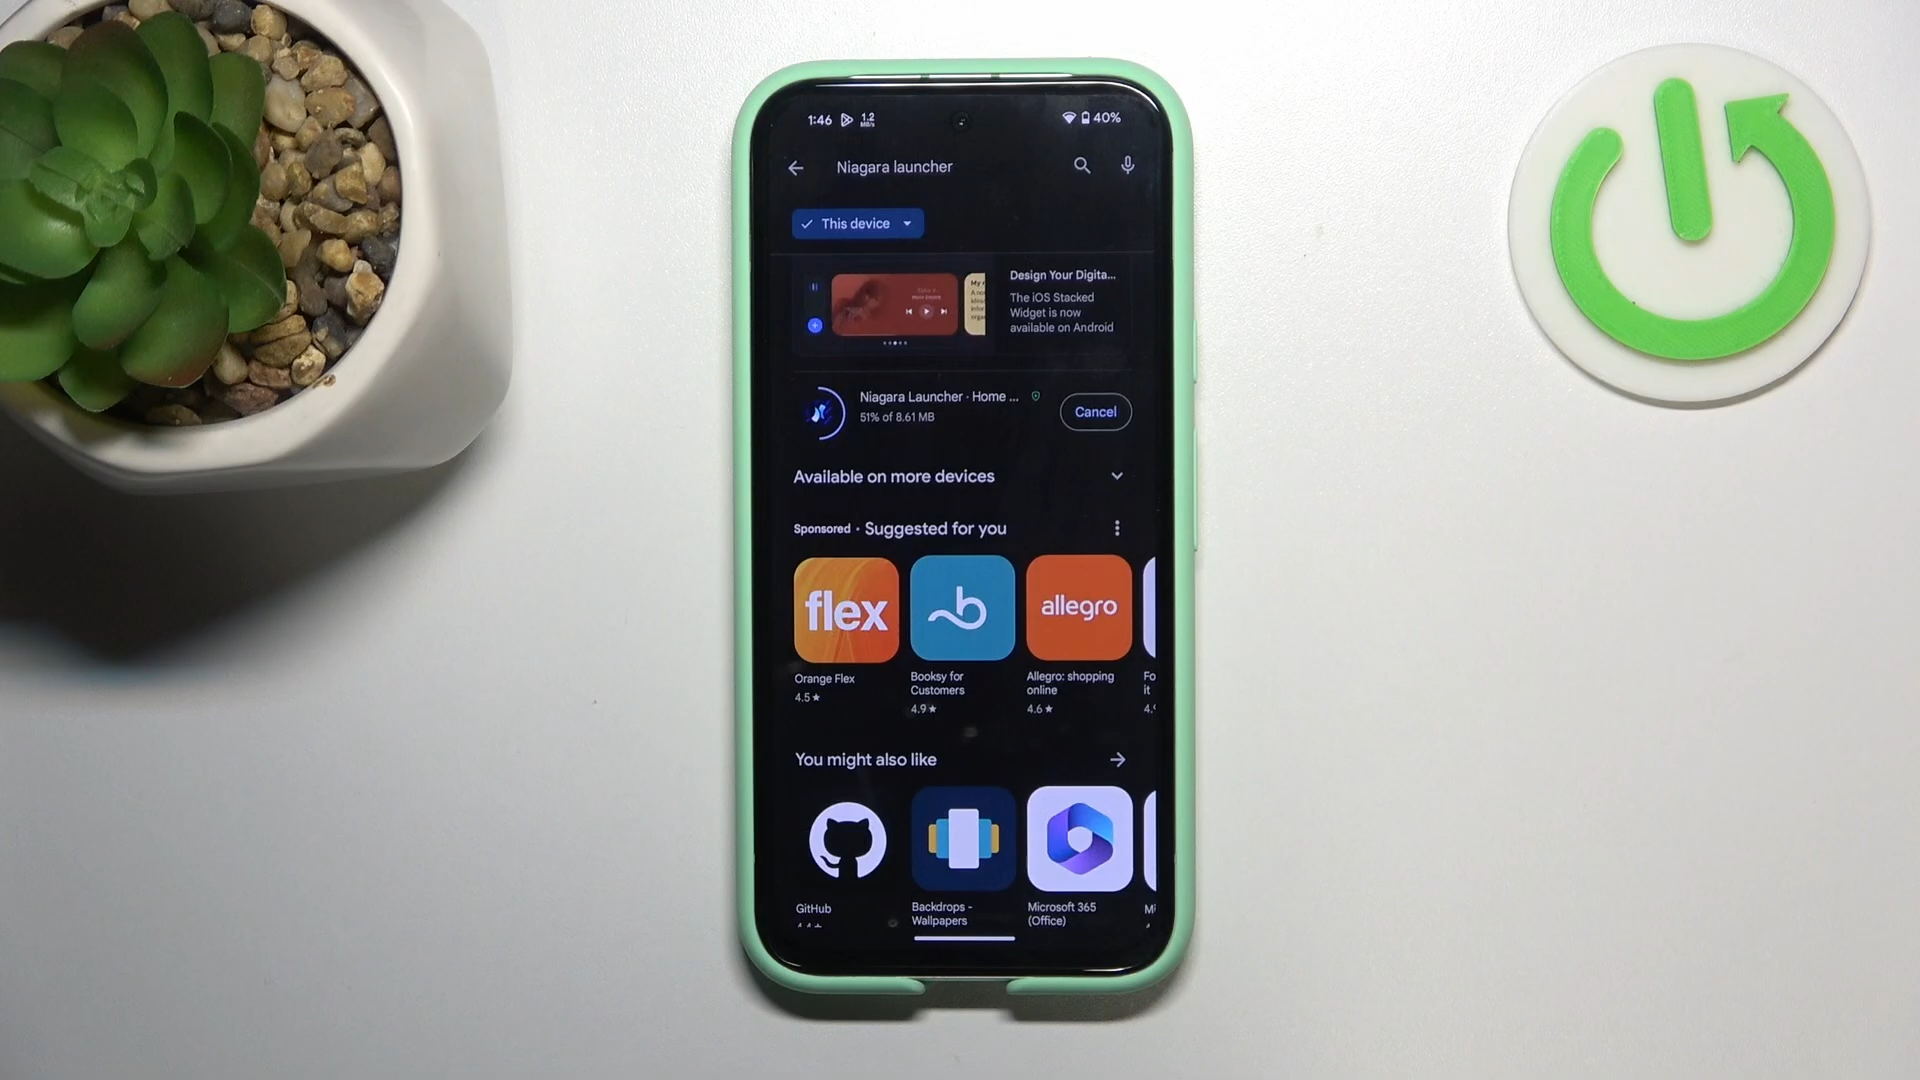 1:46 1.2 MB/s 40%
Niagara launcher
This device
Design Your Digita...
The iOS Stacked
Widget is now
available on Android
Niagara Launcher · Home ...
51% of 8.61 MB
Cancel
Available on more devices
Sponsored · Suggested for you
flex
allegro
Orange Flex
4.5★
Booksy for
Customers
4.9★
Allegro: shopping
online
4.6★
Fo
it
You might also like
GitHub
Backdrops -
Wallpapers
Microsoft 365
(Office)